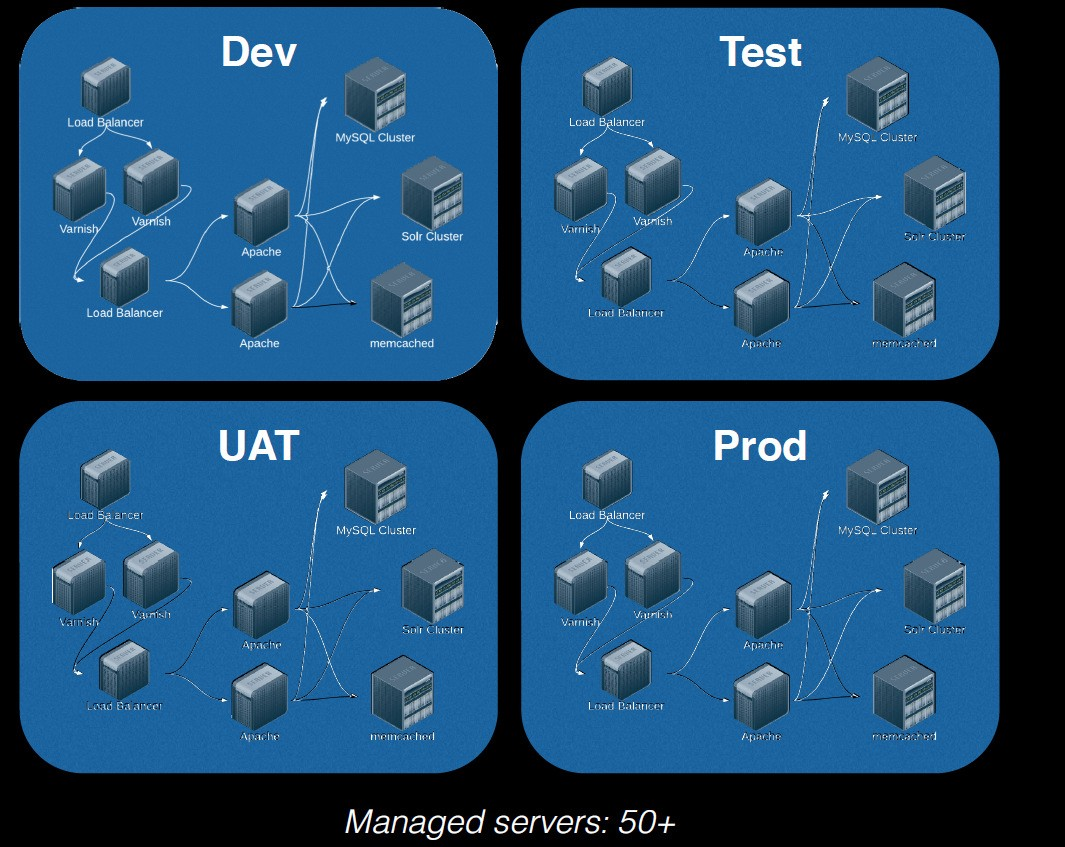 Dev
Load Balancer
MySQL Cluster
Varnish
Varnish
Solr Cluster
Apache
Load Balancer
Apache
memcached
Test
Load Balancer
MySQL Cluster
Varnish
Varnish
Solr Cluster
Apache
Load Balancer
Apache
memcached
UAT
Load Balancer
MySQL Cluster
Varnish
Varnish
Solr Cluster
Apache
Load Balancer
Apache
memcached
Prod
Load Balancer
MySQL Cluster
Varnish
Varnish
Solr Cluster
Apache
Load Balancer
Apache
memcached
Managed servers: 50+